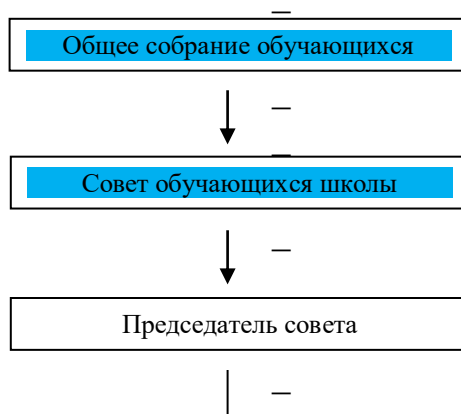 Общее собрание обучающихся
Совет обучающихся школы
Председатель совета